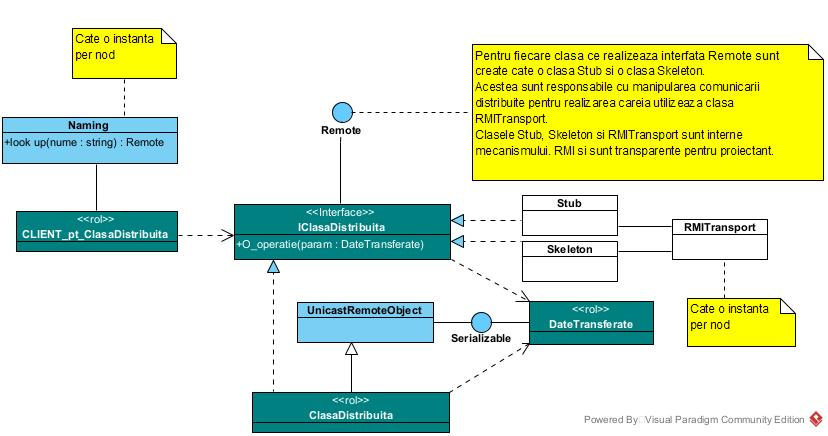 Cate o instanta
per nod
Pentru fiecare clasa ce realizeaza interfata Remote sunt
create cate o clasa Stub si o clasa Skeleton.
Acestea sunt responsabile cu manipularea comunicarii
distribuite pentru realizarea careia utilizeaza clasa
RMITransport.
Clasele Stub, Skeleton si RMITransport sunt interne
mecanismului. RMI si sunt transparente pentru proiectant.
Remote
Naming
+look up(nume : string) : Remote
<<rol>>
CLIENT_pt_ClasaDistribuita
<<Interface>>
IClasaDistribuita
+O_operatie(param : DateTransferate)
Stub
Skeleton
RMITransport
Cate o instanta
per nod
UnicastRemoteObject
Serializable
<<rol>>
DateTransferate
<<rol>>
ClasaDistribuita
Powered By Visual Paradigm Community Edition